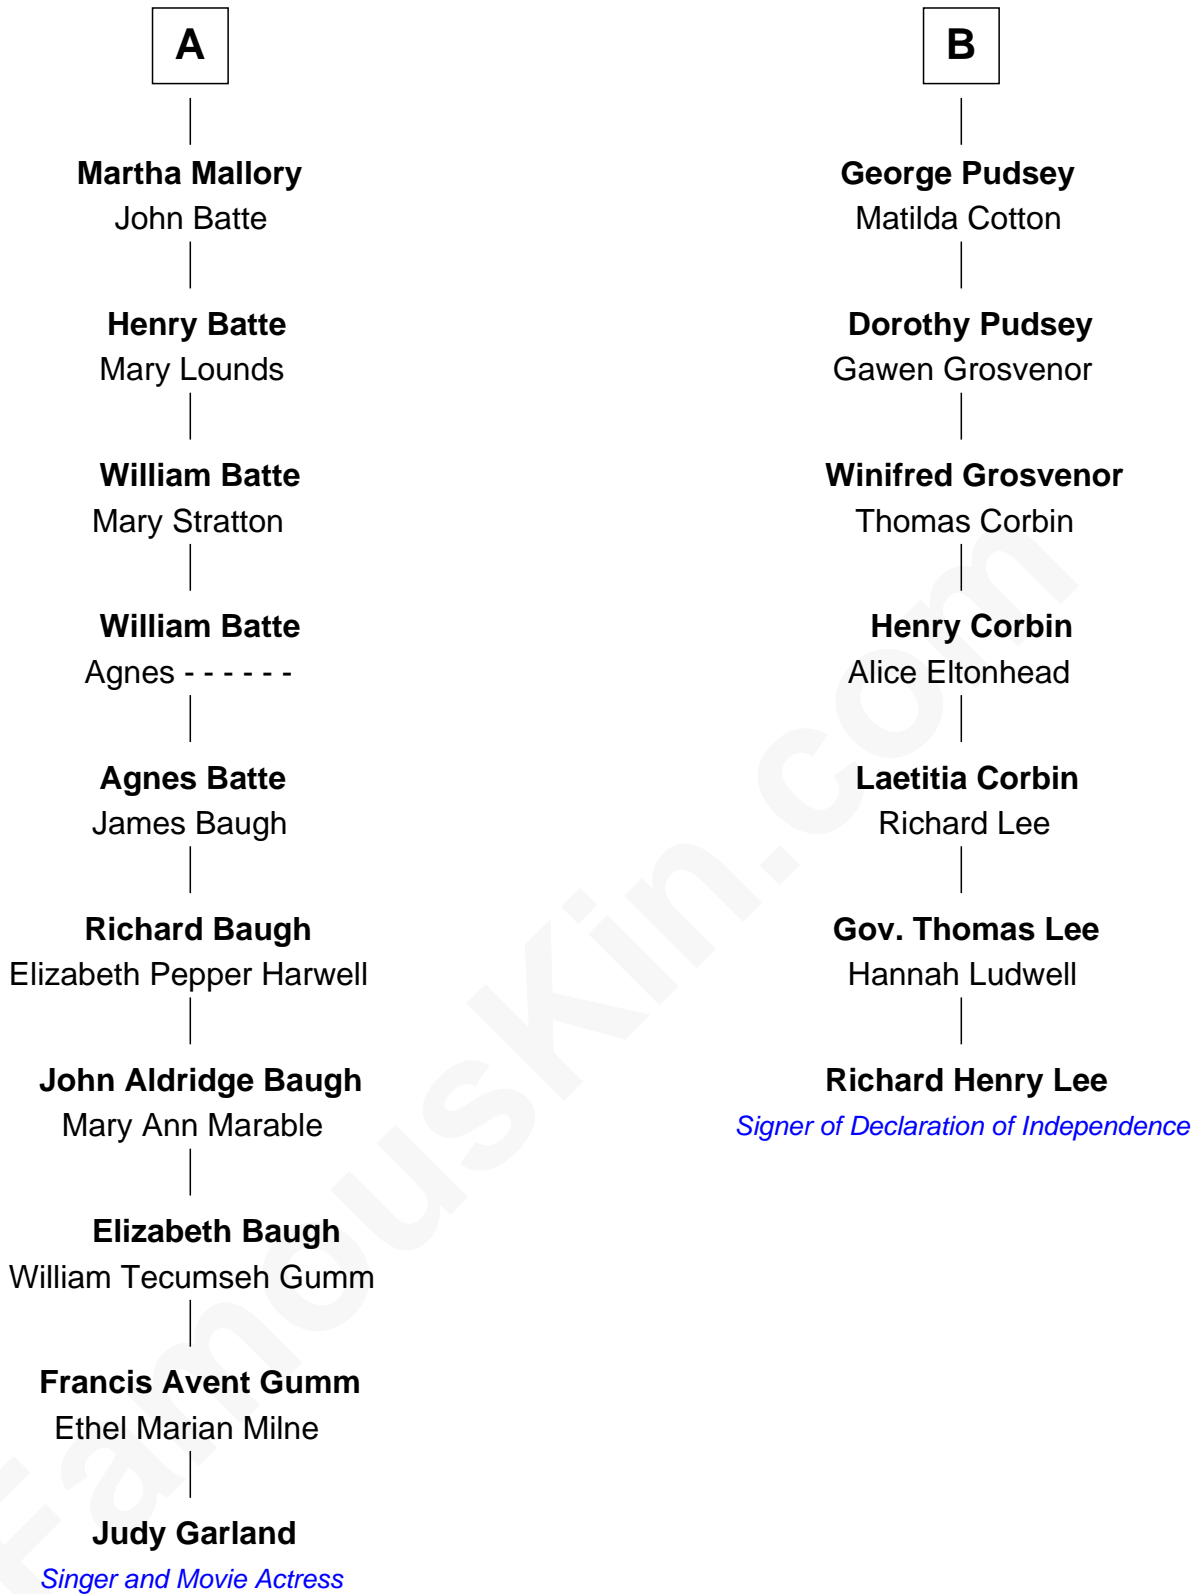 A
Martha Mallory
John Batte
Henry Batte
Mary Lounds
William Batte
Mary Stratton
William Batte
Agnes - - - - - -
Agnes Batte
James Baugh
Richard Baugh
Elizabeth Pepper Harwell
John Aldridge Baugh
Mary Ann Marable
Elizabeth Baugh
William Tecumseh Gumm
Francis Avent Gumm
Ethel Marian Milne
Judy Garland
Singer and Movie Actress
B
George Pudsey
Matilda Cotton
Dorothy Pudsey
Gawen Grosvenor
Winifred Grosvenor
Thomas Corbin
Henry Corbin
Alice Eltonhead
Laetitia Corbin
Richard Lee
Gov. Thomas Lee
Hannah Ludwell
Richard Henry Lee
Signer of Declaration of Independence
FamousKin.com